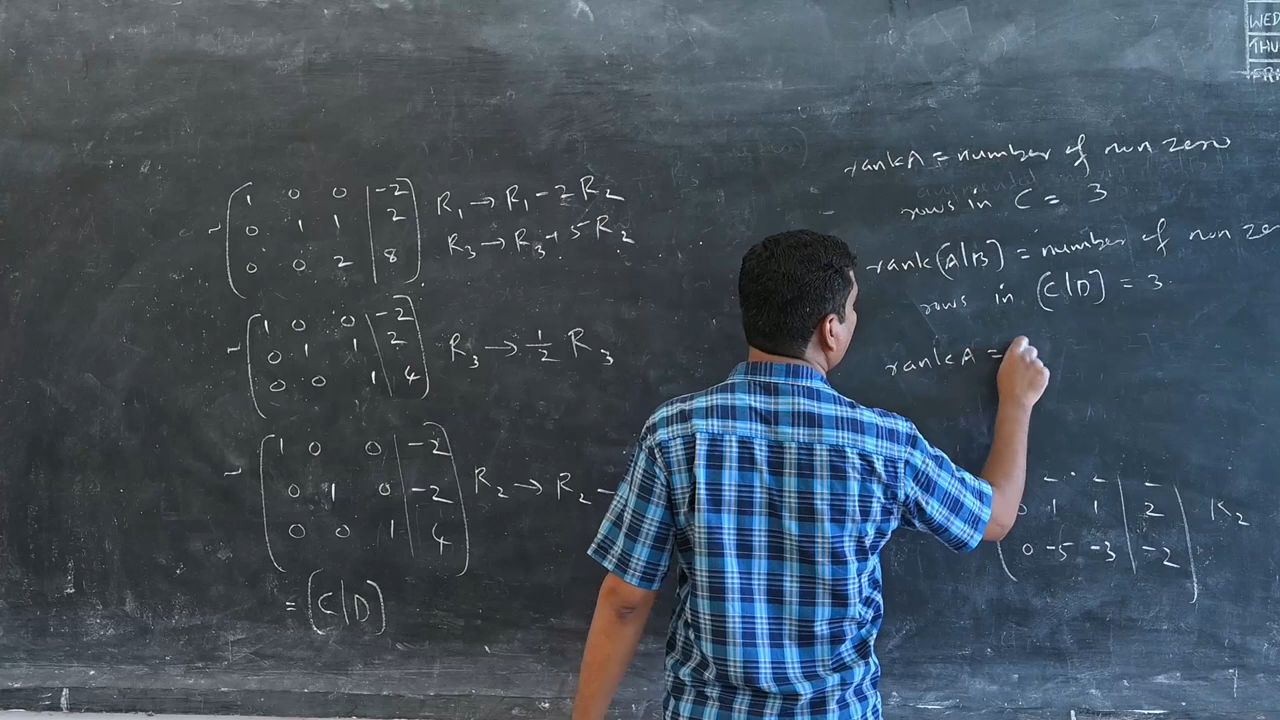 ~ ( 1 0 0 | -2
0 1 1 | 2
0 0 2 | 8 )
R₁ → R₁ - 2R₂
R₃ → R₃ + 5R₂
~ ( 1 0 0 | -2
0 1 1 | 2
0 0 1 | 4 )
R₃ → 1/2 R₃
~ ( 1 0 0 | -2
0 1 0 | -2
0 0 1 | 4 )
R₂ → R₂ -
= (C|D)
rank A = number of non zero
rows in C = 3
rank (A|B) = number of non
rows in (C|D) = 3
rank A =
1 1 | 2
0 -5 -3 | -2
WED
THU
FRI